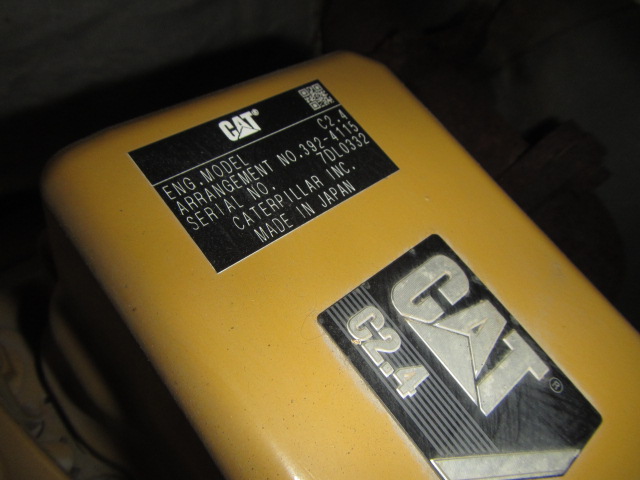 CAT®
ENG. MODEL C2.4
ARRANGEMENT NO. 392-4115
SERIAL NO. 7DL0332
CATERPILLAR INC.
MADE IN JAPAN
CAT®
C2.4